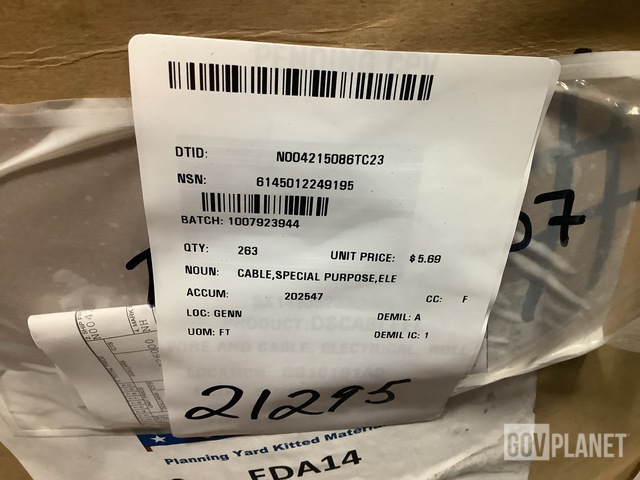 DTID: N004215086TC23
NSN: 6145012249195
BATCH: 1007923944
QTY: 263 UNIT PRICE: $5.69
NOUN: CABLE,SPECIAL PURPOSE,ELE
ACCUM: 202547 CC: F
LOC: GENN DEMIL: A
UOM: FT DEMIL IC: 1
21295
Planning Yard Kitted Material
FDA14
GOVPLANET